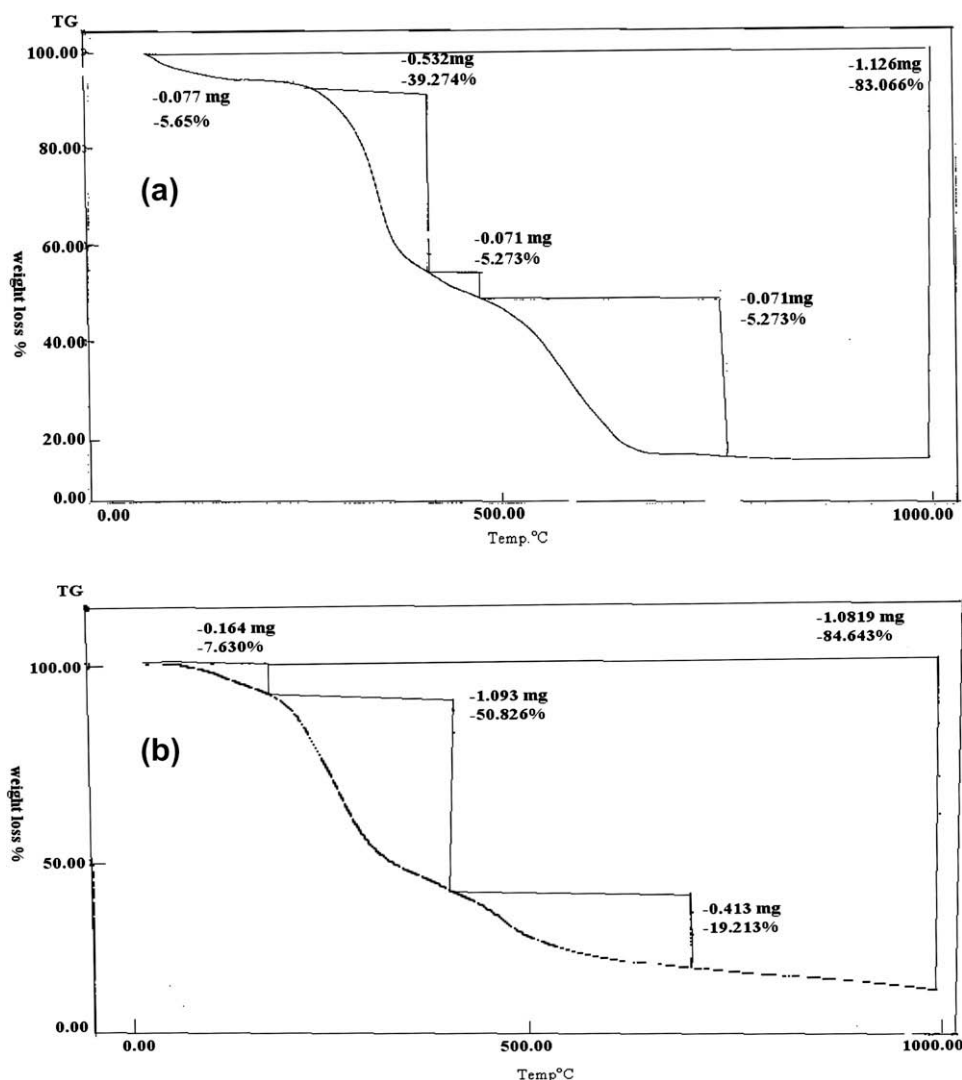 TG
100.00
-0.532mg
-39.274%
-1.126mg
-83.066%
-0.077 mg
-5.65%
80.00
(a)
-0.071 mg
-5.273%
60.00
-0.071mg
-5.273%
weight loss %
40.00
20.00
0.00
0.00
500.00
1000.00
Temp.°C
TG
-0.164 mg
-7.630%
-1.0819 mg
-84.643%
100.00
-1.093 mg
-50.826%
(b)
weight loss %
50.00
-0.413 mg
-19.213%
0.00
0.00
500.00
1000.00
Temp°C